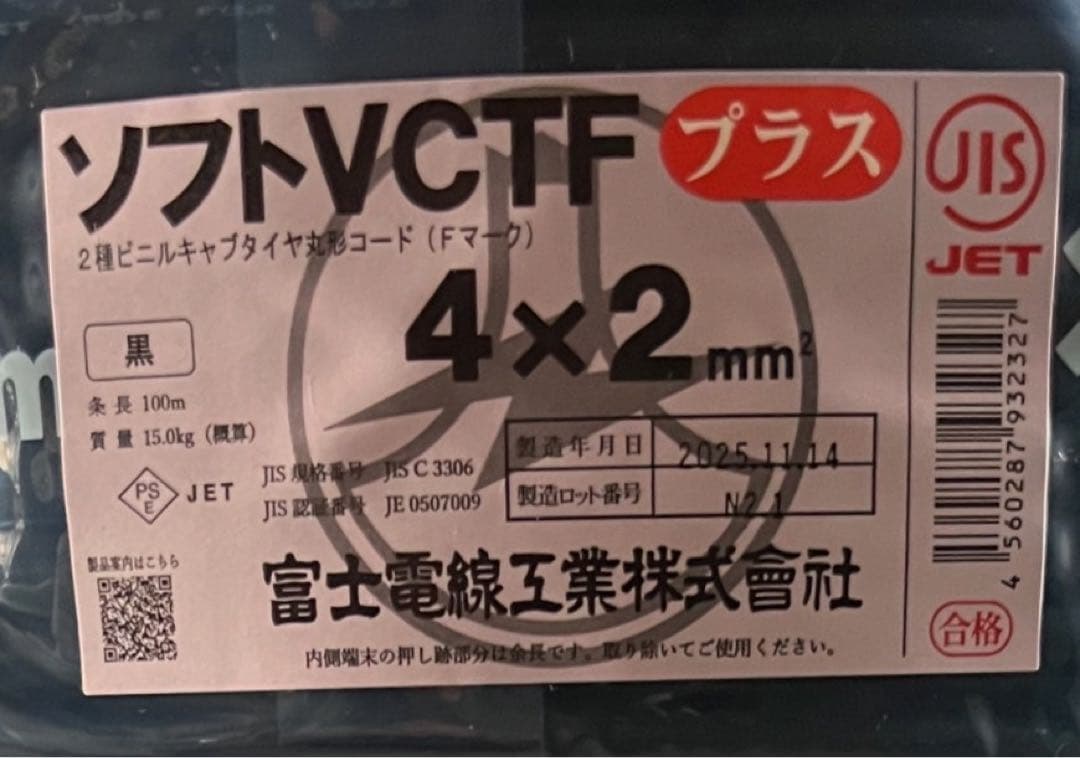 ソフトVCTF プラス
2種ビニルキャブタイヤ丸形コード（Fマーク）
4×2mm²
黒
条長 100m
質量 15.0kg（概算）
PS
E
JET
JIS 規格番号 JIS C 3306
JIS 認証番号 JE 0507009
製造年月日 2025.11.14
製造ロット番号 N2.1
製品案内はこちら
富士電線工業株式會社
内側端末の押し跡部分は余長です。取り除いてご使用ください。
JIS
JET
4560287932327
合格